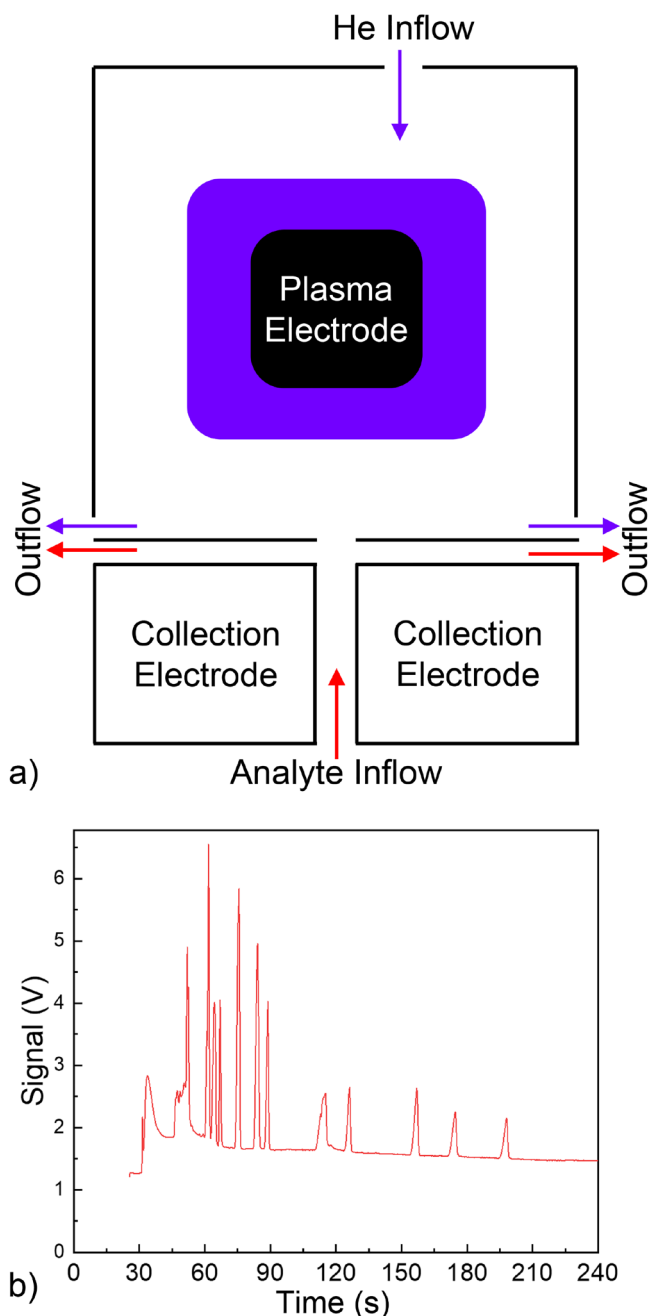 He Inflow
Plasma
Electrode
Outflow
Outflow
Collection
Electrode
Collection
Electrode
a)
Analyte Inflow
6
5
4
3
2
1
0
Signal (V)
0
30
60
90
120
150
180
210
240
b)
Time (s)